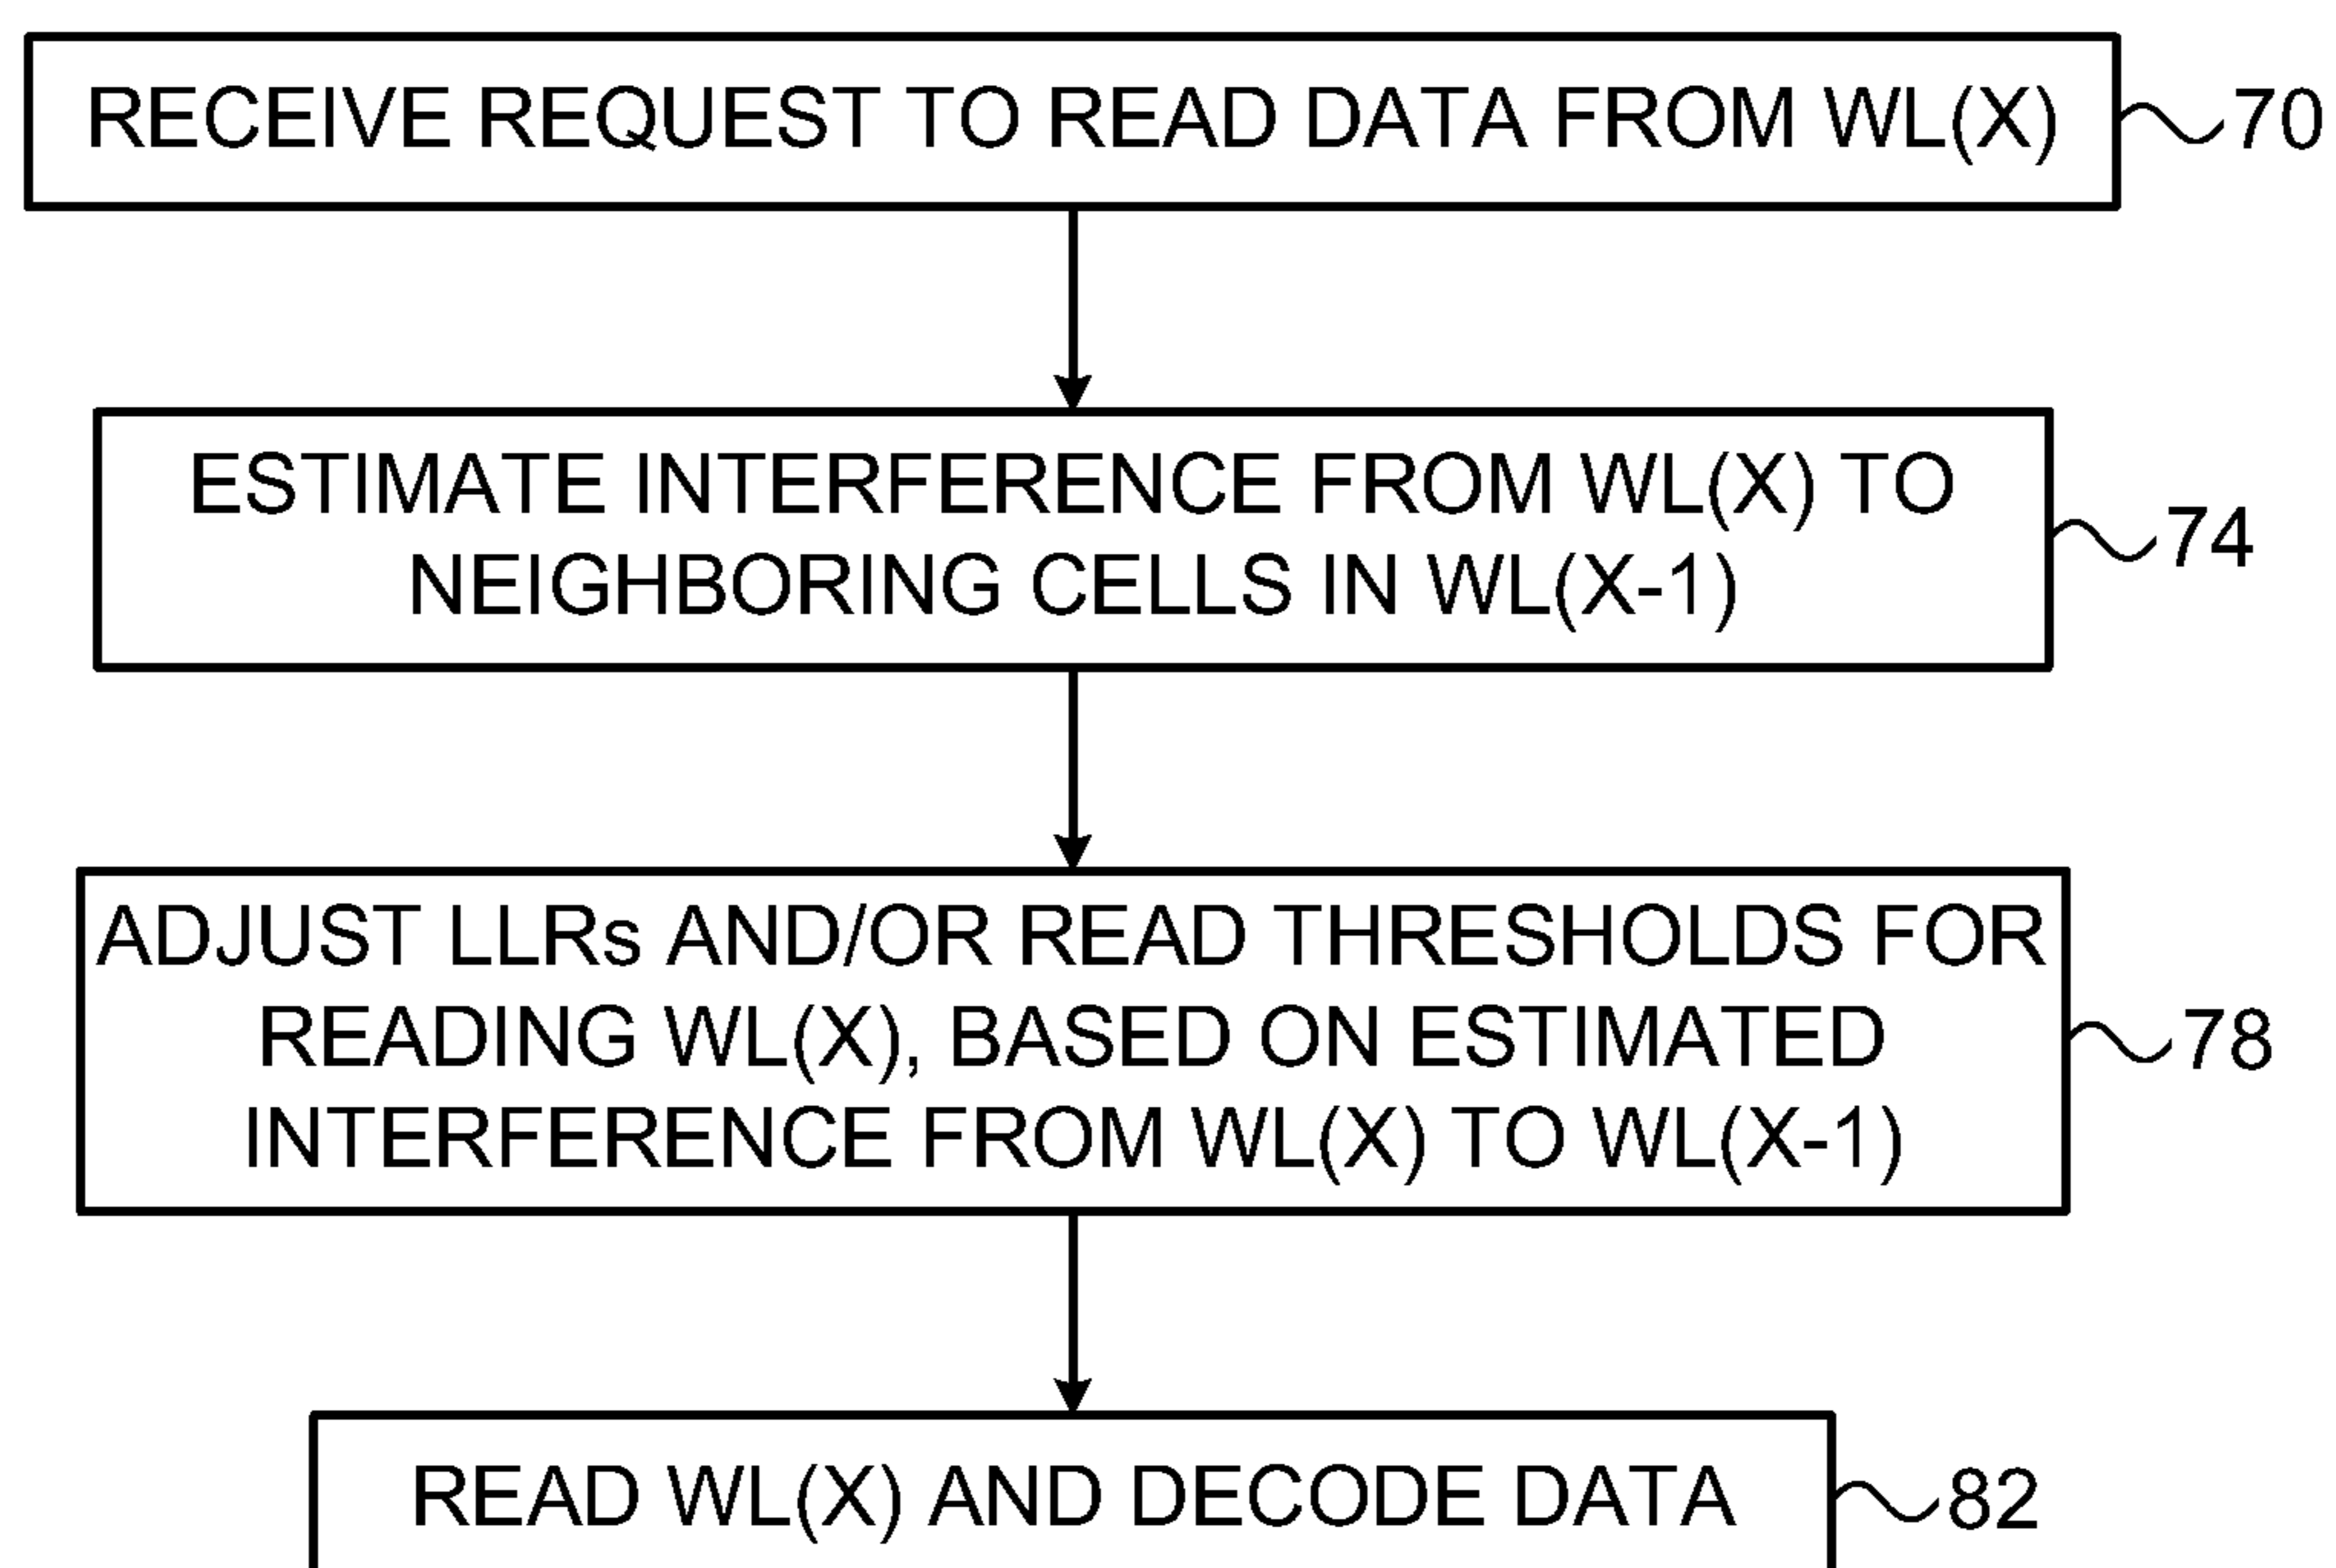 RECEIVE REQUEST TO READ DATA FROM WL(X)
70
ESTIMATE INTERFERENCE FROM WL(X) TO
NEIGHBORING CELLS IN WL(X-1)
74
ADJUST LLRs AND/OR READ THRESHOLDS FOR
READING WL(X), BASED ON ESTIMATED
INTERFERENCE FROM WL(X) TO WL(X-1)
78
READ WL(X) AND DECODE DATA
82